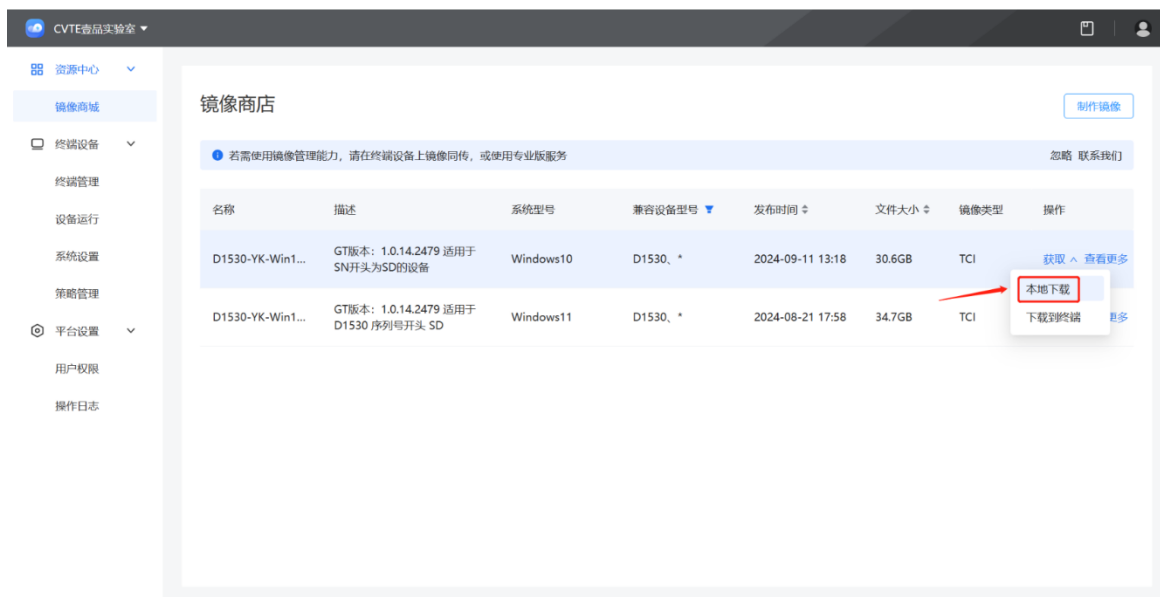 CVTE壹品实验室
资源中心
镜像商城
终端设备
终端管理
设备运行
系统设置
策略管理
平台设置
用户权限
操作日志
镜像商店
制作镜像
若需使用镜像管理能力，请在终端设备上镜像同传，或使用专业版服务 忽略 联系我们
名称 描述 系统型号 兼容设备型号 发布时间 文件大小 镜像类型 操作
D1530-YK-Win1... GT版本：1.0.14.2479 适用于 Windows10 D1530、* 2024-09-11 13:18 30.6GB TCI 获取 查看更多
SN开头为SD的设备
本地下载
D1530-YK-Win1... GT版本：1.0.14.2479 适用于 Windows11 D1530、* 2024-08-21 17:58 34.7GB TCI 下载到终端 更多
D1530 序列号开头 SD